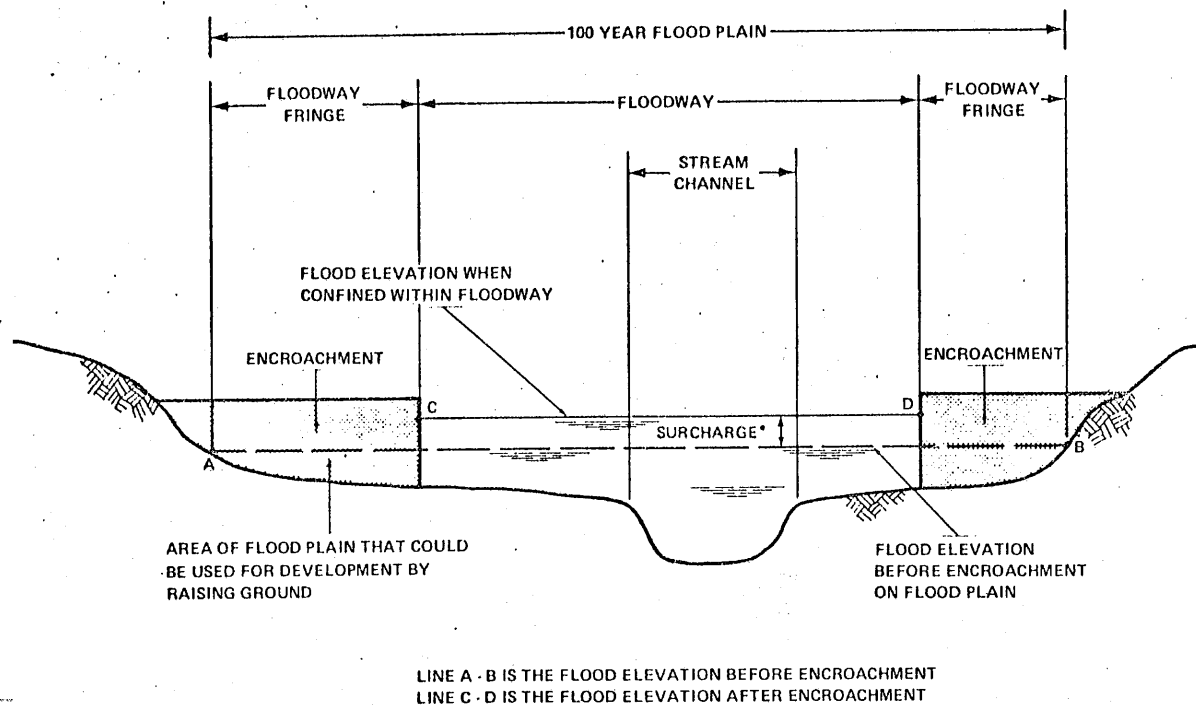 100 YEAR FLOOD PLAIN
FLOODWAY
FRINGE
FLOODWAY
FLOODWAY
FRINGE
STREAM
CHANNEL
FLOOD ELEVATION WHEN
CONFINED WITHIN FLOODWAY
ENCROACHMENT
ENCROACHMENT
C
D
SURCHARGE*
A
B
AREA OF FLOOD PLAIN THAT COULD
BE USED FOR DEVELOPMENT BY
RAISING GROUND
FLOOD ELEVATION
BEFORE ENCROACHMENT
ON FLOOD PLAIN
LINE A - B IS THE FLOOD ELEVATION BEFORE ENCROACHMENT
LINE C - D IS THE FLOOD ELEVATION AFTER ENCROACHMENT